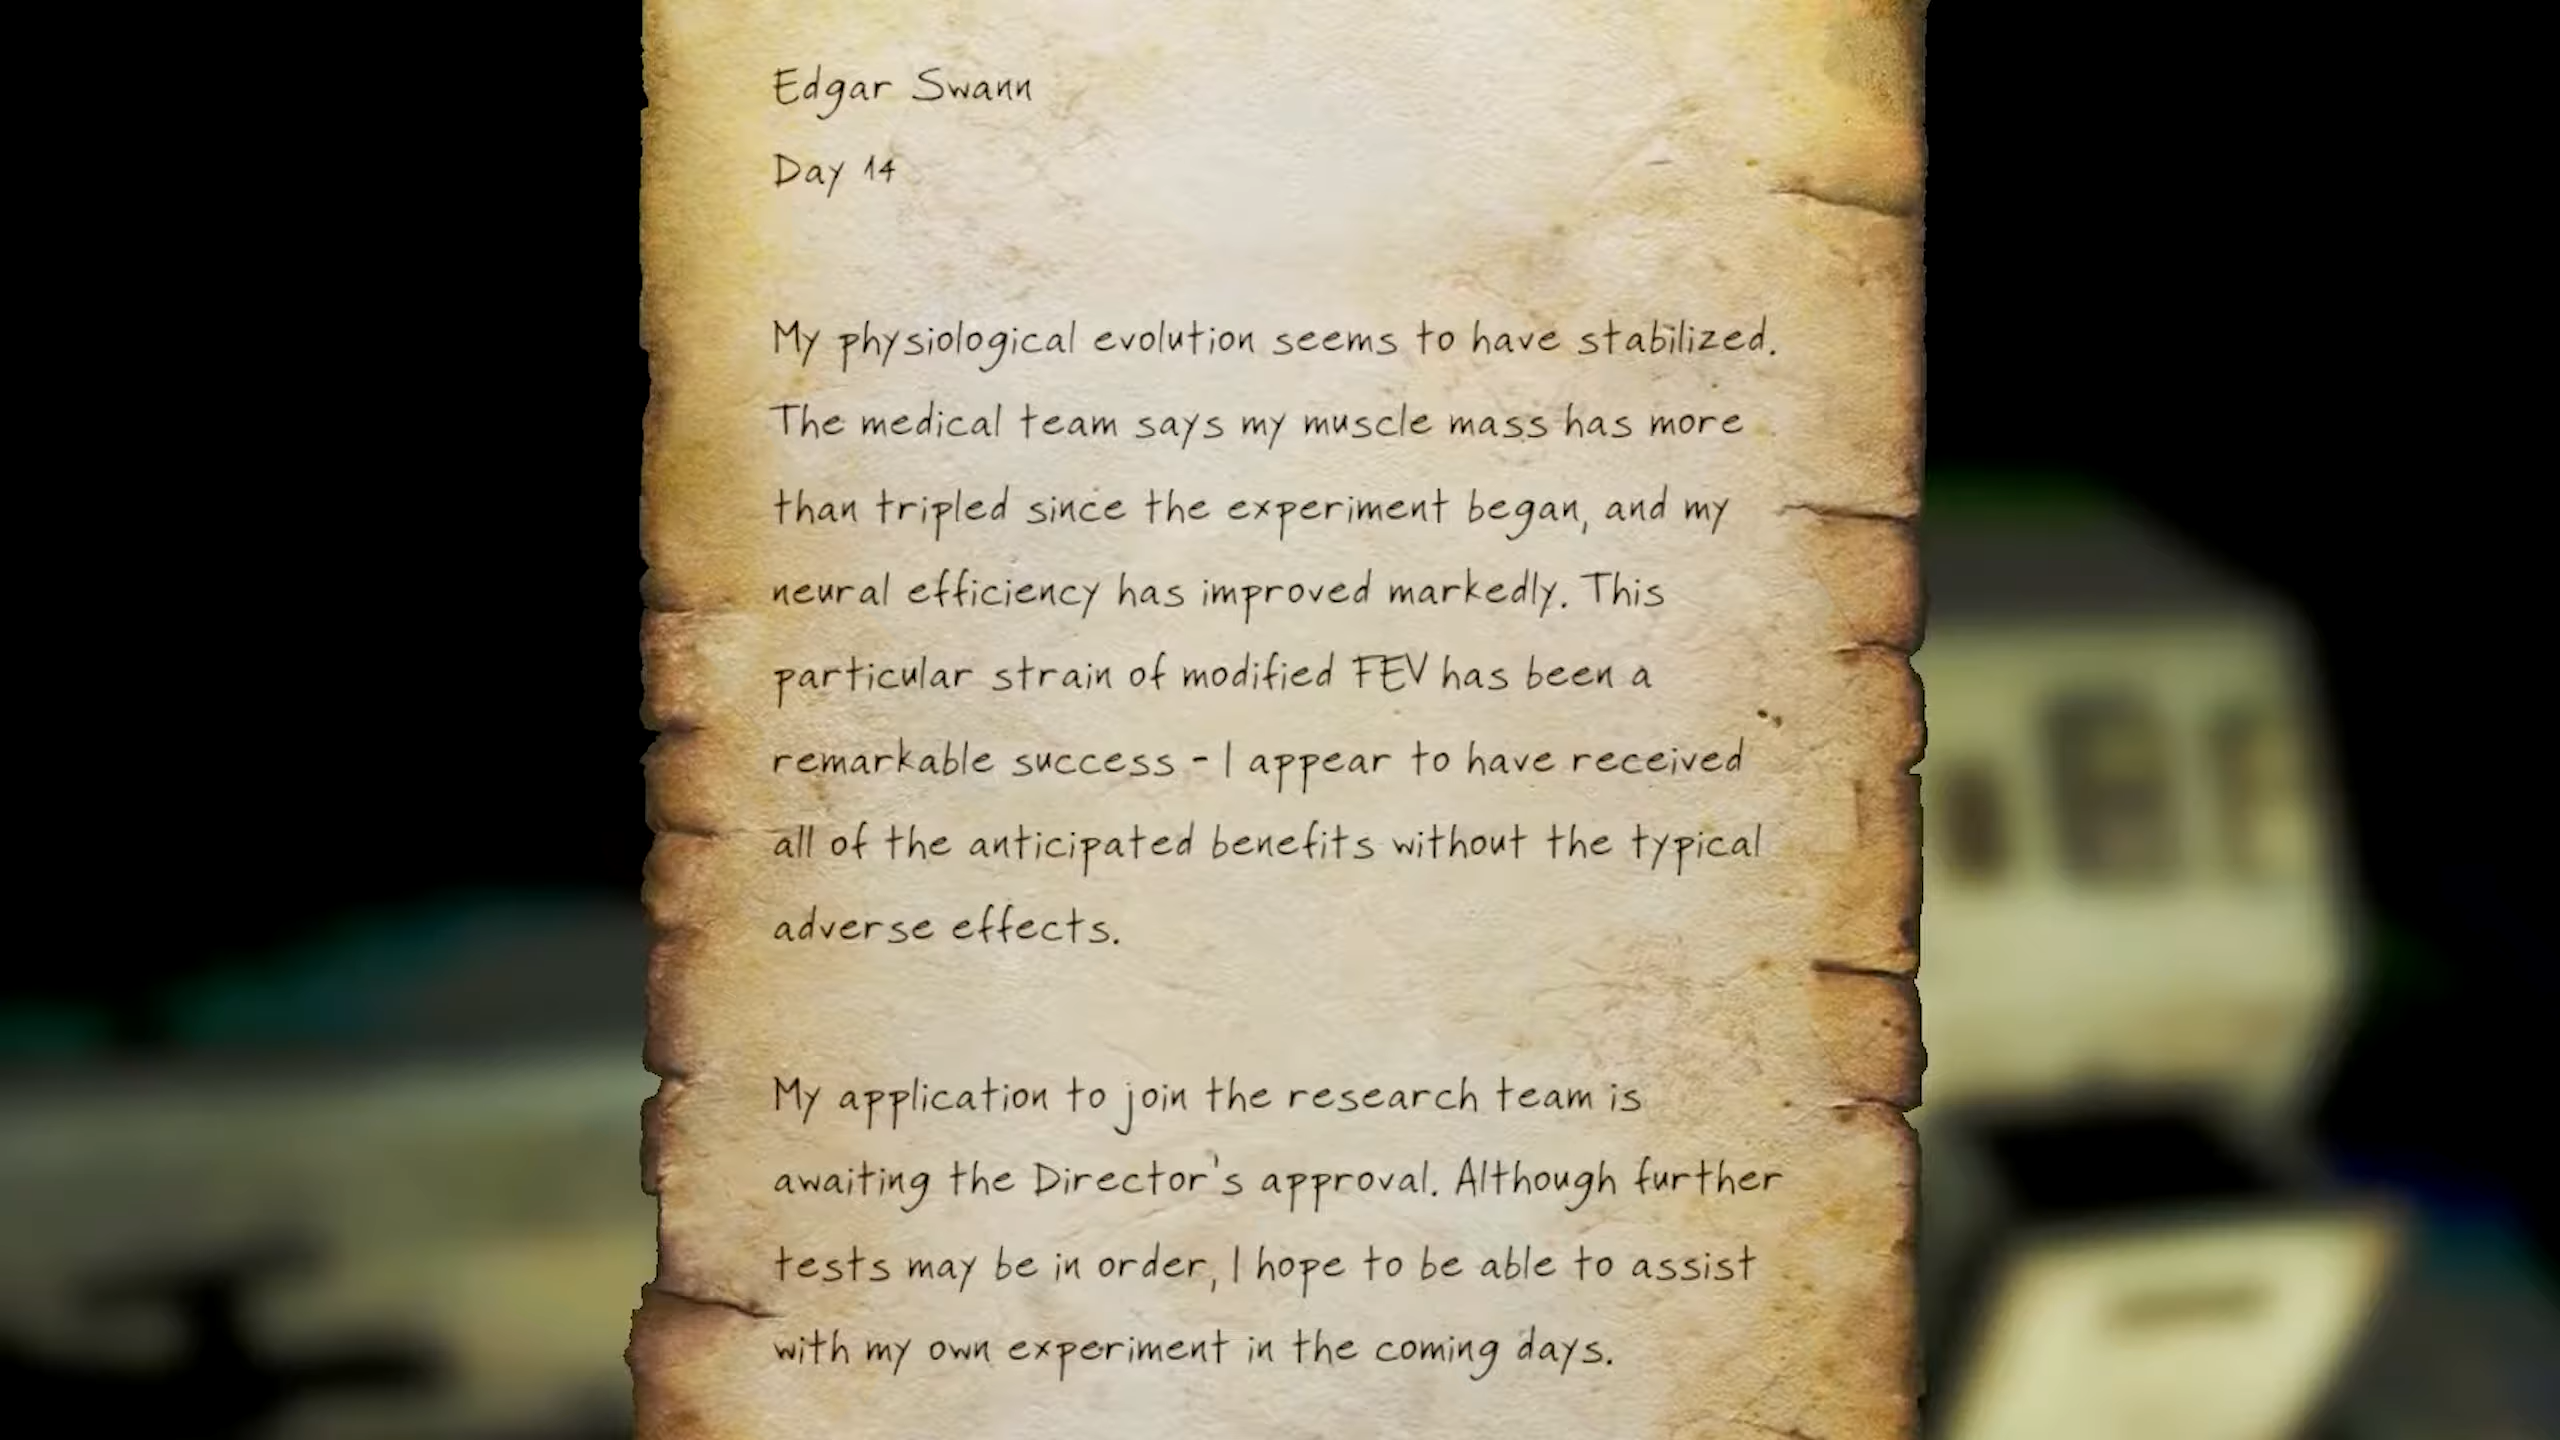 Edgar Swann
Day 14
My physiological evolution seems to have stabilized.
The medical team says my muscle mass has more
than tripled since the experiment began, and my
neural efficiency has improved markedly. This
particular strain of modified FEV has been a
remarkable success - I appear to have received
all of the anticipated benefits without the typical
adverse effects.
My application to join the research team is
awaiting the Director's approval. Although further
tests may be in order, I hope to be able to assist
with my own experiment in the coming days.